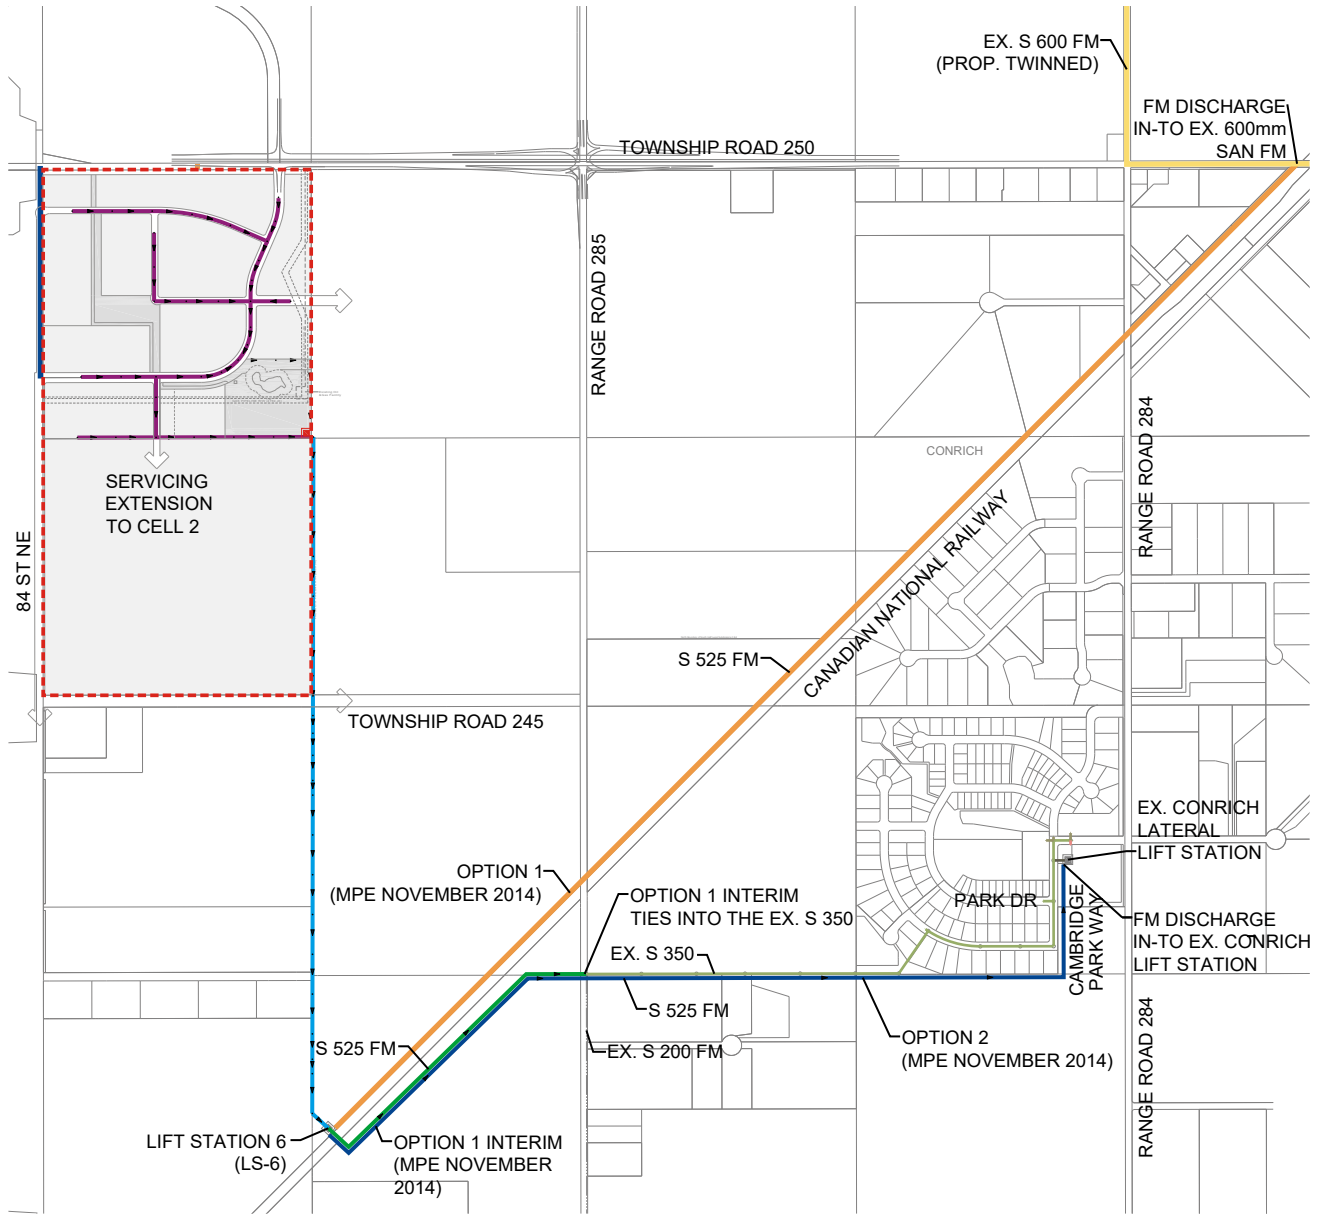 EX. S 600 FM
(PROP. TWINNED)
FM DISCHARGE
IN-TO EX. 600mm
SAN FM
TOWNSHIP ROAD 250
RANGE ROAD 285
RANGE ROAD 284
CONRICH
CANADIAN NATIONAL RAILWAY
SERVICING
EXTENSION
TO CELL 2
84 ST NE
S 525 FM
TOWNSHIP ROAD 245
EX. CONRICH
LATERAL
LIFT STATION
OPTION 1
(MPE NOVEMBER 2014)
OPTION 1 INTERIM
TIES INTO THE EX. S 350
PARK DR
CAMBRIDGE
PARK WAY
FM DISCHARGE
IN-TO EX. CONRICH
LIFT STATION
EX. S 350
S 525 FM
OPTION 2
(MPE NOVEMBER 2014)
S 525 FM
EX. S 200 FM
RANGE ROAD 284
LIFT STATION 6
(LS-6)
OPTION 1 INTERIM
(MPE NOVEMBER
2014)